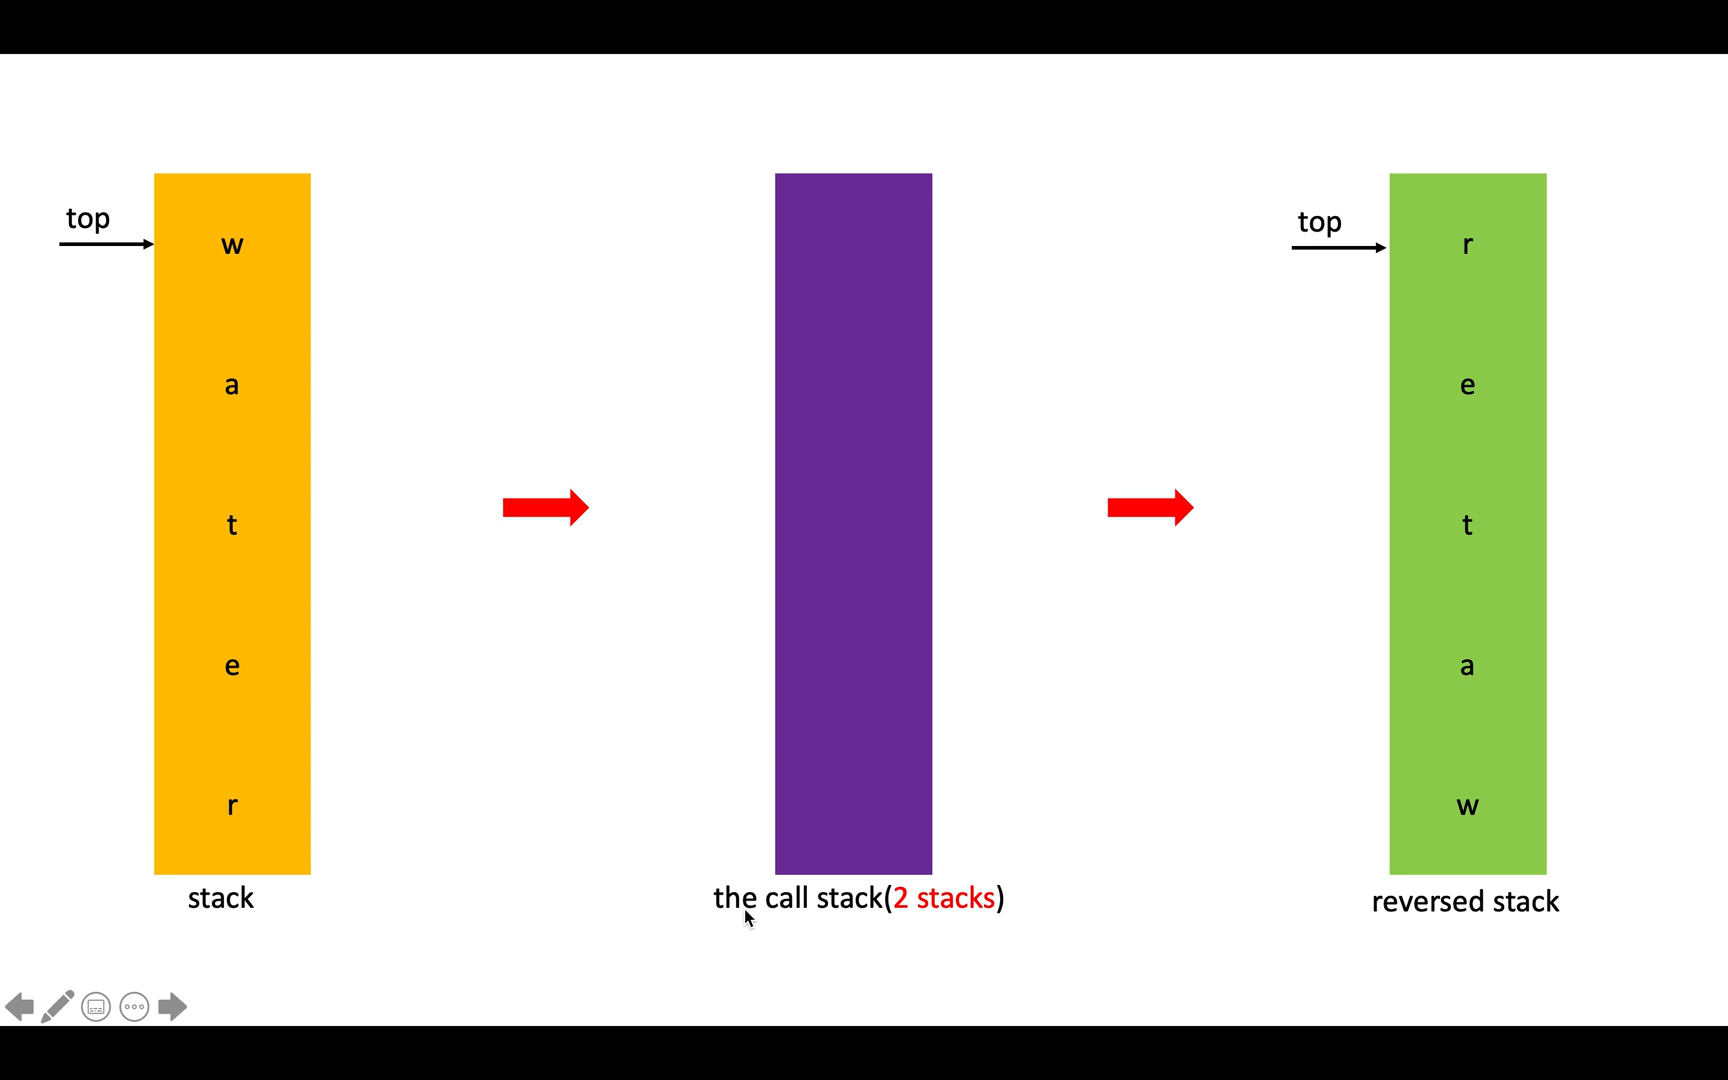 top
w
a
t
e
r
stack
the call stack(2 stacks)
top
r
e
t
a
w
reversed stack